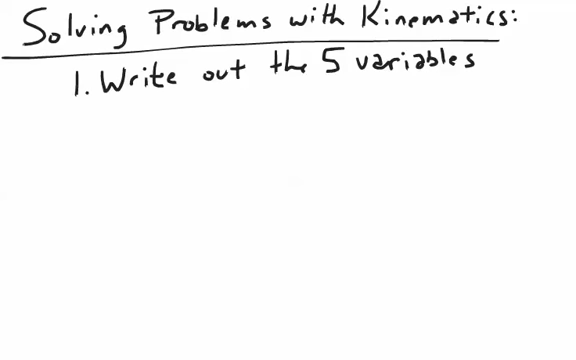 Solving Problems with Kinematics:
1. Write out the 5 variables